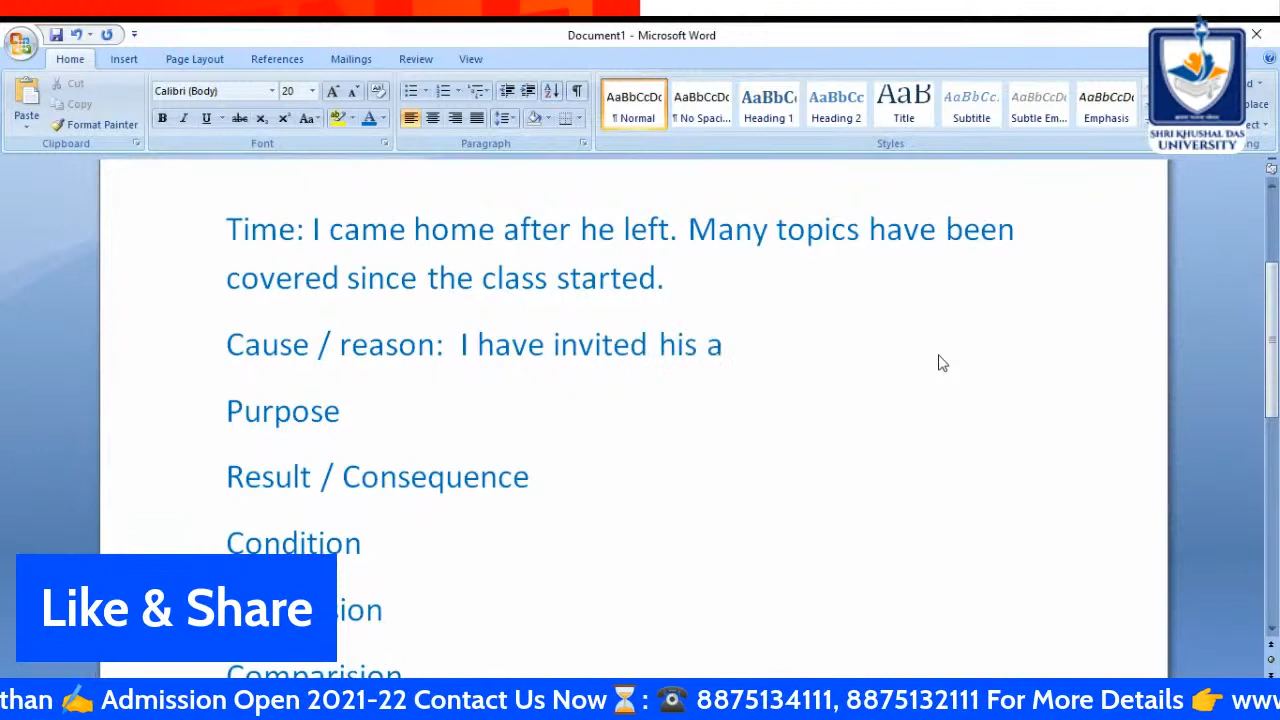 Document1 - Microsoft Word
Home Insert Page Layout References Mailings Review View
Cut
Copy
Format Painter
Paste
Clipboard
Calibri (Body) 20
Font
Paragraph
AaBbCcDc AaBbCcDc AaBbC AaBbCc AaB AaBbCc. AaBbCcDc AaBbCcDc
¶ Normal ¶ No Spaci... Heading 1 Heading 2 Title Subtitle Subtle Em... Emphasis
Styles
SHRI KHUSHAL DAS
UNIVERSITY
Time: I came home after he left. Many topics have been
covered since the class started.
Cause / reason: I have invited his a
Purpose
Result / Consequence
Condition
sion
Comparision
Like & Share
than ✍ Admission Open 2021-22 Contact Us Now ⏳: ☎ 8875134111, 8875132111 For More Details 👉 www